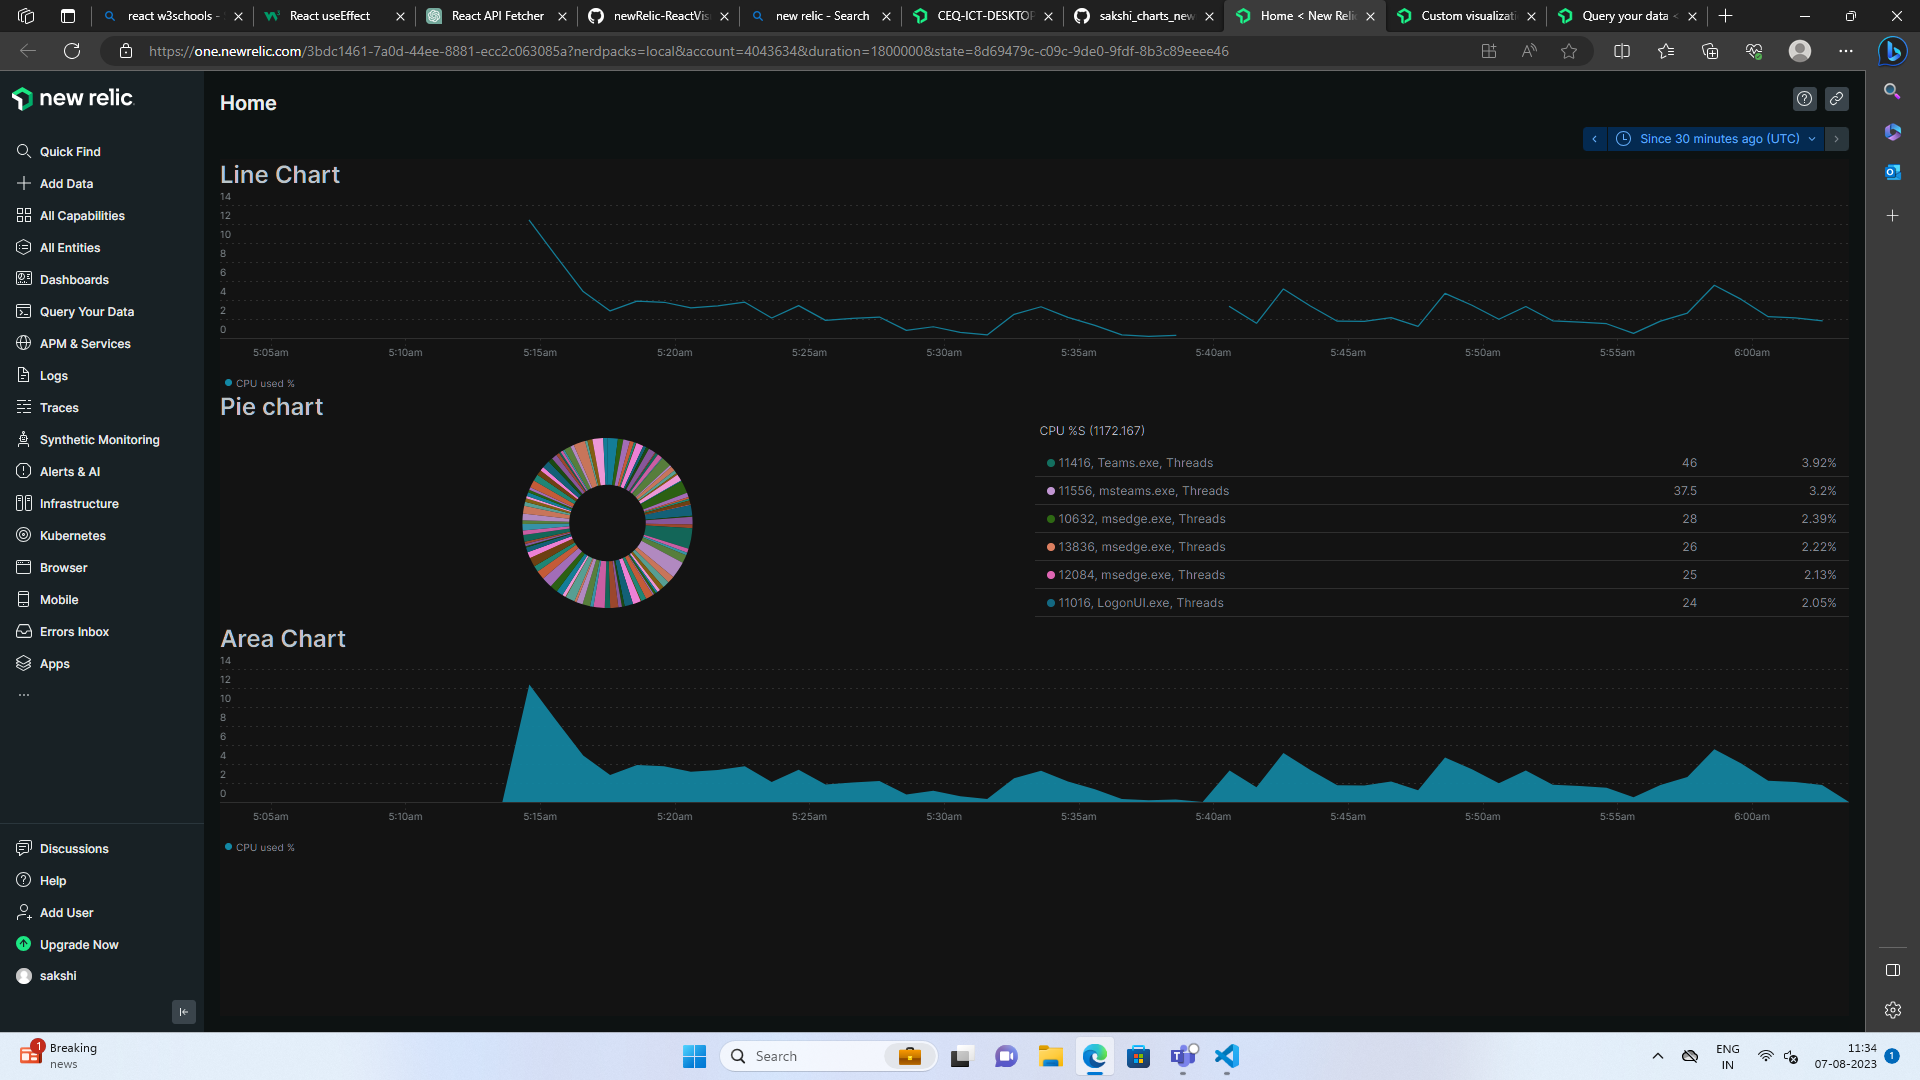 react w3schools -
React useEffect
React API Fetcher
newRelic-ReactVis
new relic - Search
CEQ-ICT-DESKTOP
sakshi_charts_new
Home < New Relic
Custom visualizati
Query your data <
https://one.newrelic.com/3bdc1461-7a0d-44ee-8881-ecc2c063085a?nerdpacks=local&account=4043634&duration=1800000&state=8d69479c-c09c-9de0-9fdf-8b3c89eeee46
new relic
Quick Find
Add Data
All Capabilities
All Entities
Dashboards
Query Your Data
APM & Services
Logs
Traces
Synthetic Monitoring
Alerts & AI
Infrastructure
Kubernetes
Browser
Mobile
Errors Inbox
Apps
...
Discussions
Help
Add User
Upgrade Now
sakshi
Home
Since 30 minutes ago (UTC)
Line Chart
14
12
10
8
6
4
2
0
5:05am 5:10am 5:15am 5:20am 5:25am 5:30am 5:35am 5:40am 5:45am 5:50am 5:55am 6:00am
CPU used %
Pie chart
CPU %S (1172.167)
11416, Teams.exe, Threads 46 3.92%
11556, msteams.exe, Threads 37.5 3.2%
10632, msedge.exe, Threads 28 2.39%
13836, msedge.exe, Threads 26 2.22%
12084, msedge.exe, Threads 25 2.13%
11016, LogonUI.exe, Threads 24 2.05%
Area Chart
14
12
10
8
6
4
2
0
5:05am 5:10am 5:15am 5:20am 5:25am 5:30am 5:35am 5:40am 5:45am 5:50am 5:55am 6:00am
CPU used %
1
Breaking
news
Search
ENG
IN
11:34
07-08-2023
1